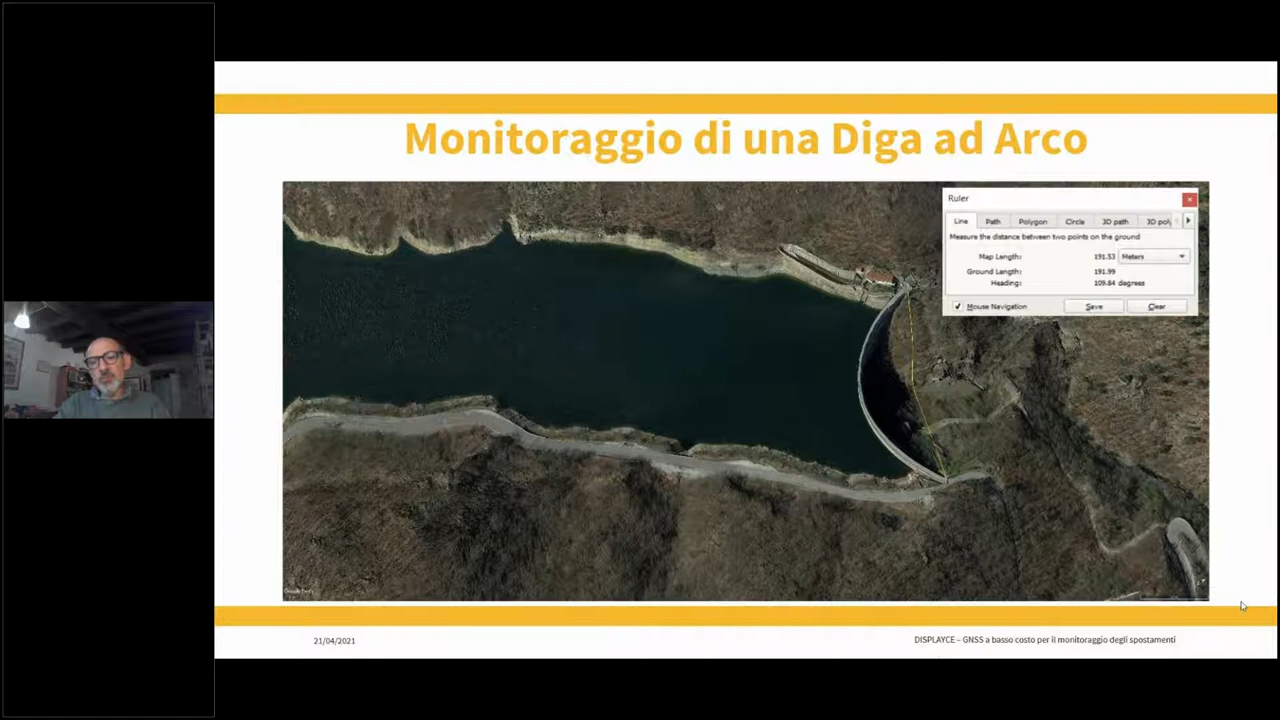 Monitoraggio di una Diga ad Arco
Ruler
Line Path Polygon Circle 3D path 3D pol
Measure the distance between two points on the ground
Map Length: 191.53 Meters
Ground Length: 191.99
Heading: 109.84 degrees
Mouse Navigation Save Clear
21/04/2021
DISPLAYCE – GNSS a basso costo per il monitoraggio degli spostamenti